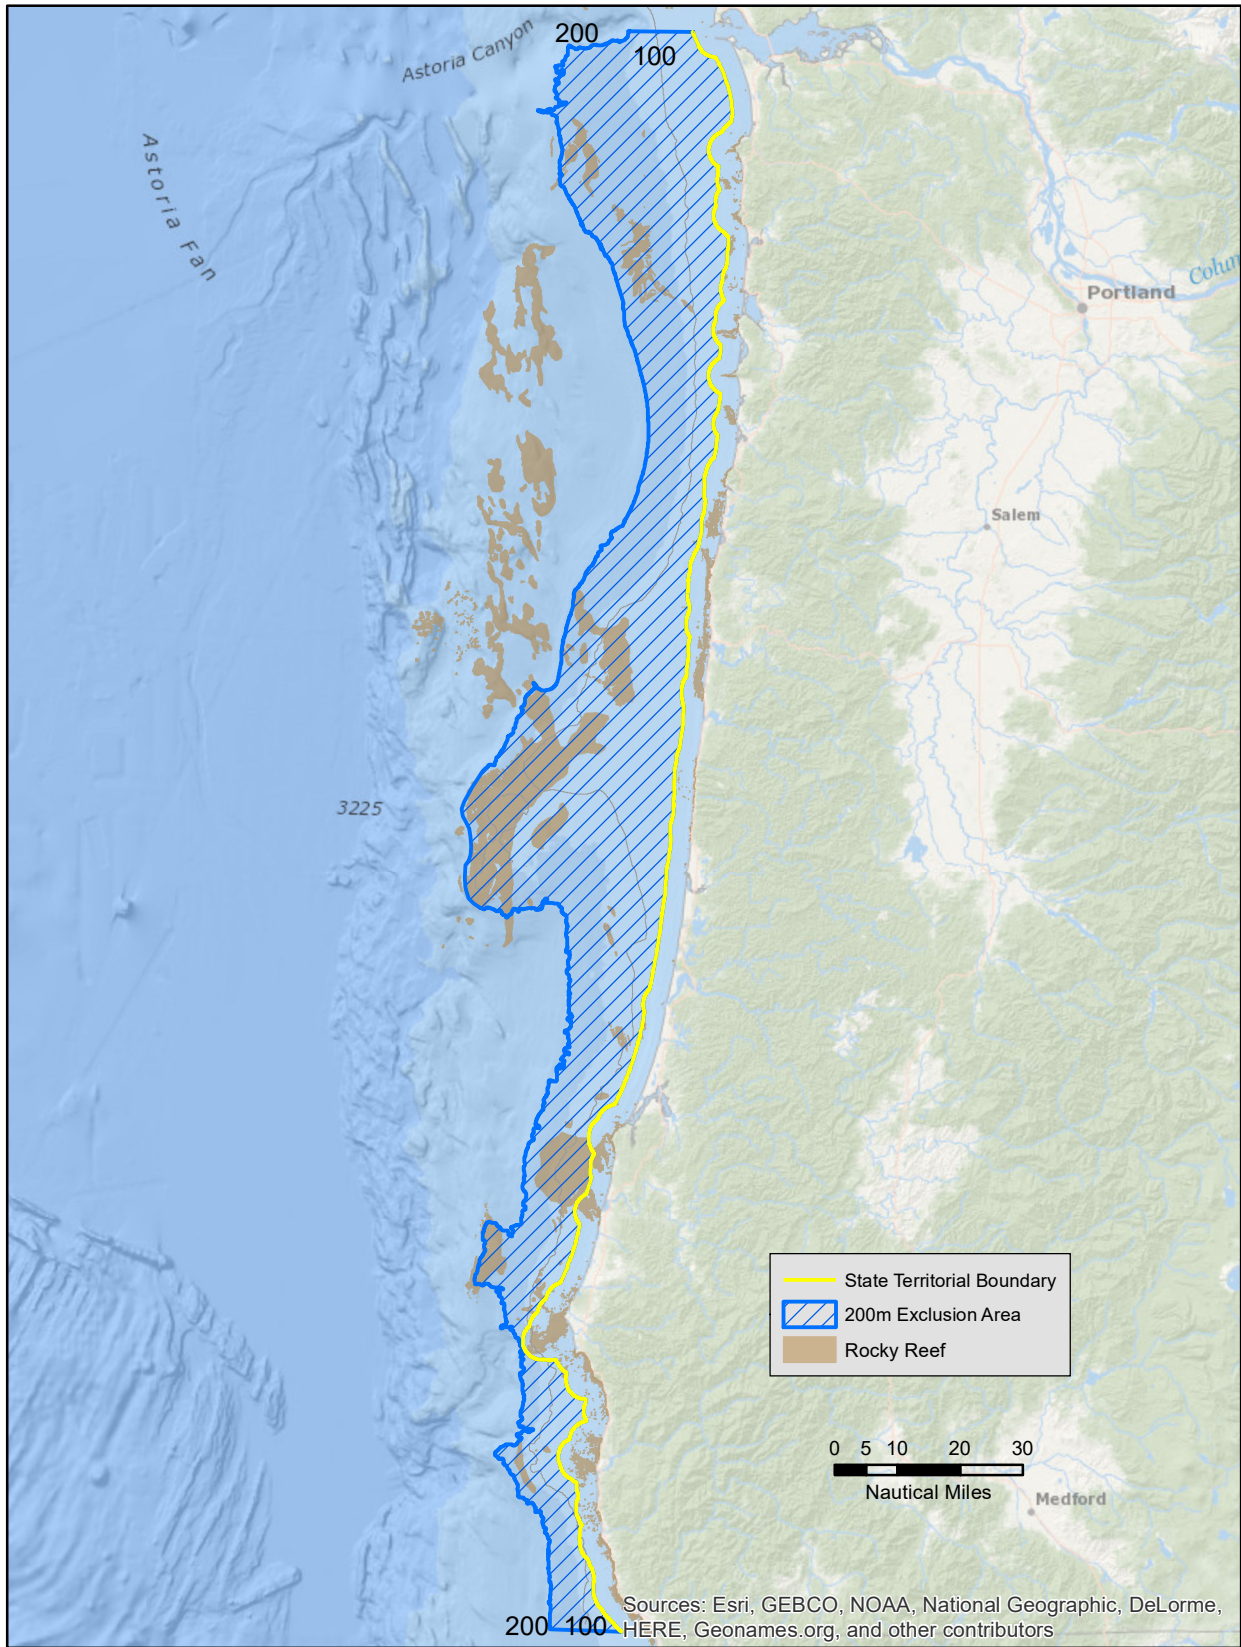 200
100
Astoria Canyon
Astoria Fan
Portland
Salem
3225
State Territorial Boundary
200m Exclusion Area
Rocky Reef
0 5 10 20 30
Nautical Miles
Medford
200 100
Sources: Esri, GEBCO, NOAA, National Geographic, DeLorme,
HERE, Geonames.org, and other contributors